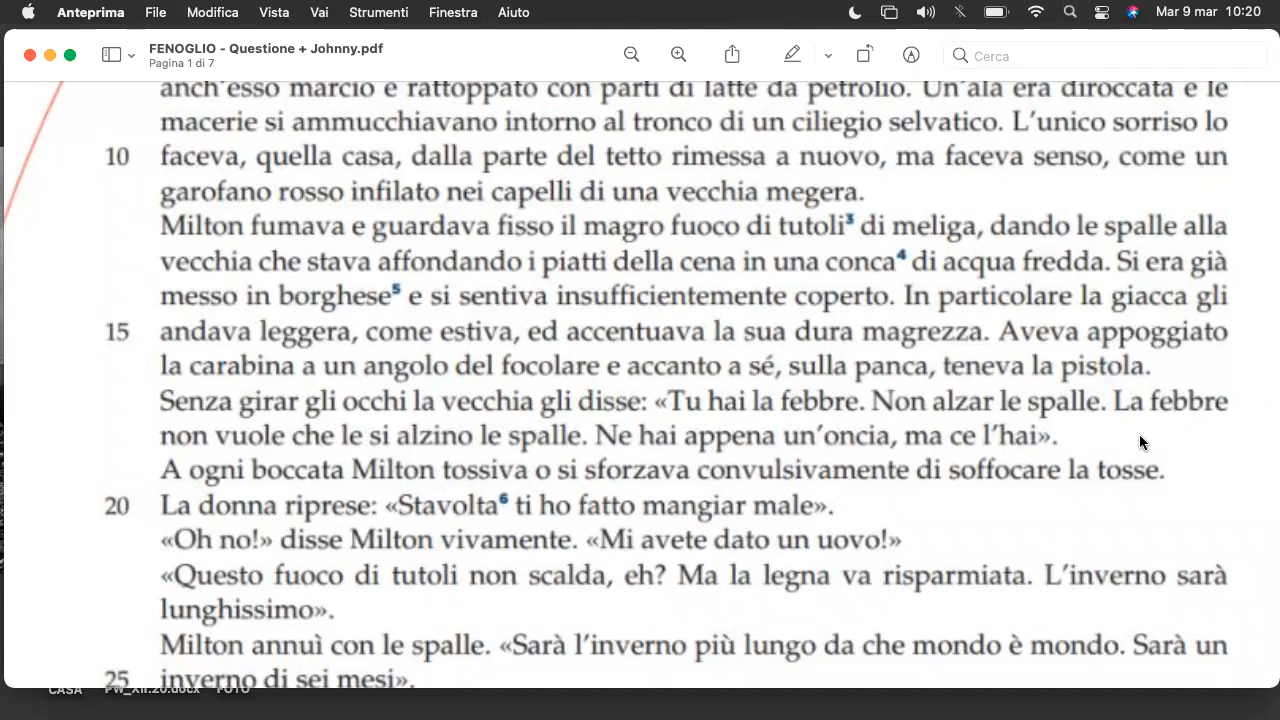 Anteprima File Modifica Vista Vai Strumenti Finestra Aiuto Mar 9 mar 10:20
FENOGLIO - Questione + Johnny.pdf
Pagina 1 di 7
Cerca
anch'esso marcio e rattoppato con parti di latte da petrolio. Un'ala era diroccata e le
macerie si ammucchiavano intorno al tronco di un ciliegio selvatico. L'unico sorriso lo
10 faceva, quella casa, dalla parte del tetto rimessa a nuovo, ma faceva senso, come un
garofano rosso infilato nei capelli di una vecchia megera.
Milton fumava e guardava fisso il magro fuoco di tutoli³ di meliga, dando le spalle alla
vecchia che stava affondando i piatti della cena in una conca⁴ di acqua fredda. Si era già
messo in borghese⁵ e si sentiva insufficientemente coperto. In particolare la giacca gli
15 andava leggera, come estiva, ed accentuava la sua dura magrezza. Aveva appoggiato
la carabina a un angolo del focolare e accanto a sé, sulla panca, teneva la pistola.
Senza girar gli occhi la vecchia gli disse: «Tu hai la febbre. Non alzar le spalle. La febbre
non vuole che le si alzino le spalle. Ne hai appena un'oncia, ma ce l'hai».
A ogni boccata Milton tossiva o si sforzava convulsivamente di soffocare la tosse.
20 La donna riprese: «Stavolta⁶ ti ho fatto mangiar male».
«Oh no!» disse Milton vivamente. «Mi avete dato un uovo!»
«Questo fuoco di tutoli non scalda, eh? Ma la legna va risparmiata. L'inverno sarà
lunghissimo».
Milton annuì con le spalle. «Sarà l'inverno più lungo da che mondo è mondo. Sarà un
25 inverno di sei mesi».
CASA PW_XII.20.docx FOTO